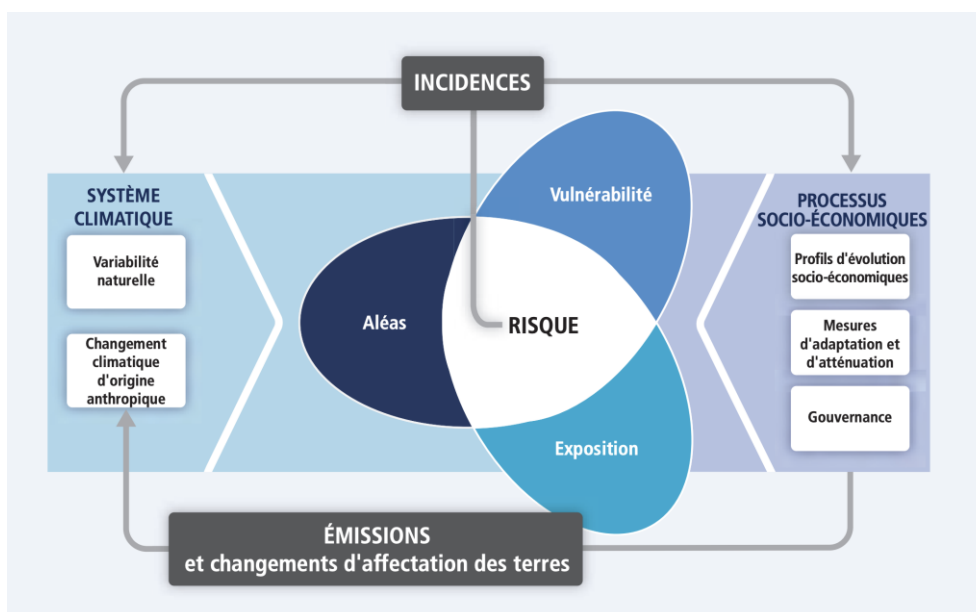 INCIDENCES
SYSTÈME
CLIMATIQUE
Variabilité
naturelle
Changement
climatique
d'origine
anthropique
Aléas
Vulnérabilité
RISQUE
Exposition
PROCESSUS
SOCIO-ÉCONOMIQUES
Profils d'évolution
socio-économiques
Mesures
d'adaptation et
d'atténuation
Gouvernance
ÉMISSIONS
et changements d'affectation des terres